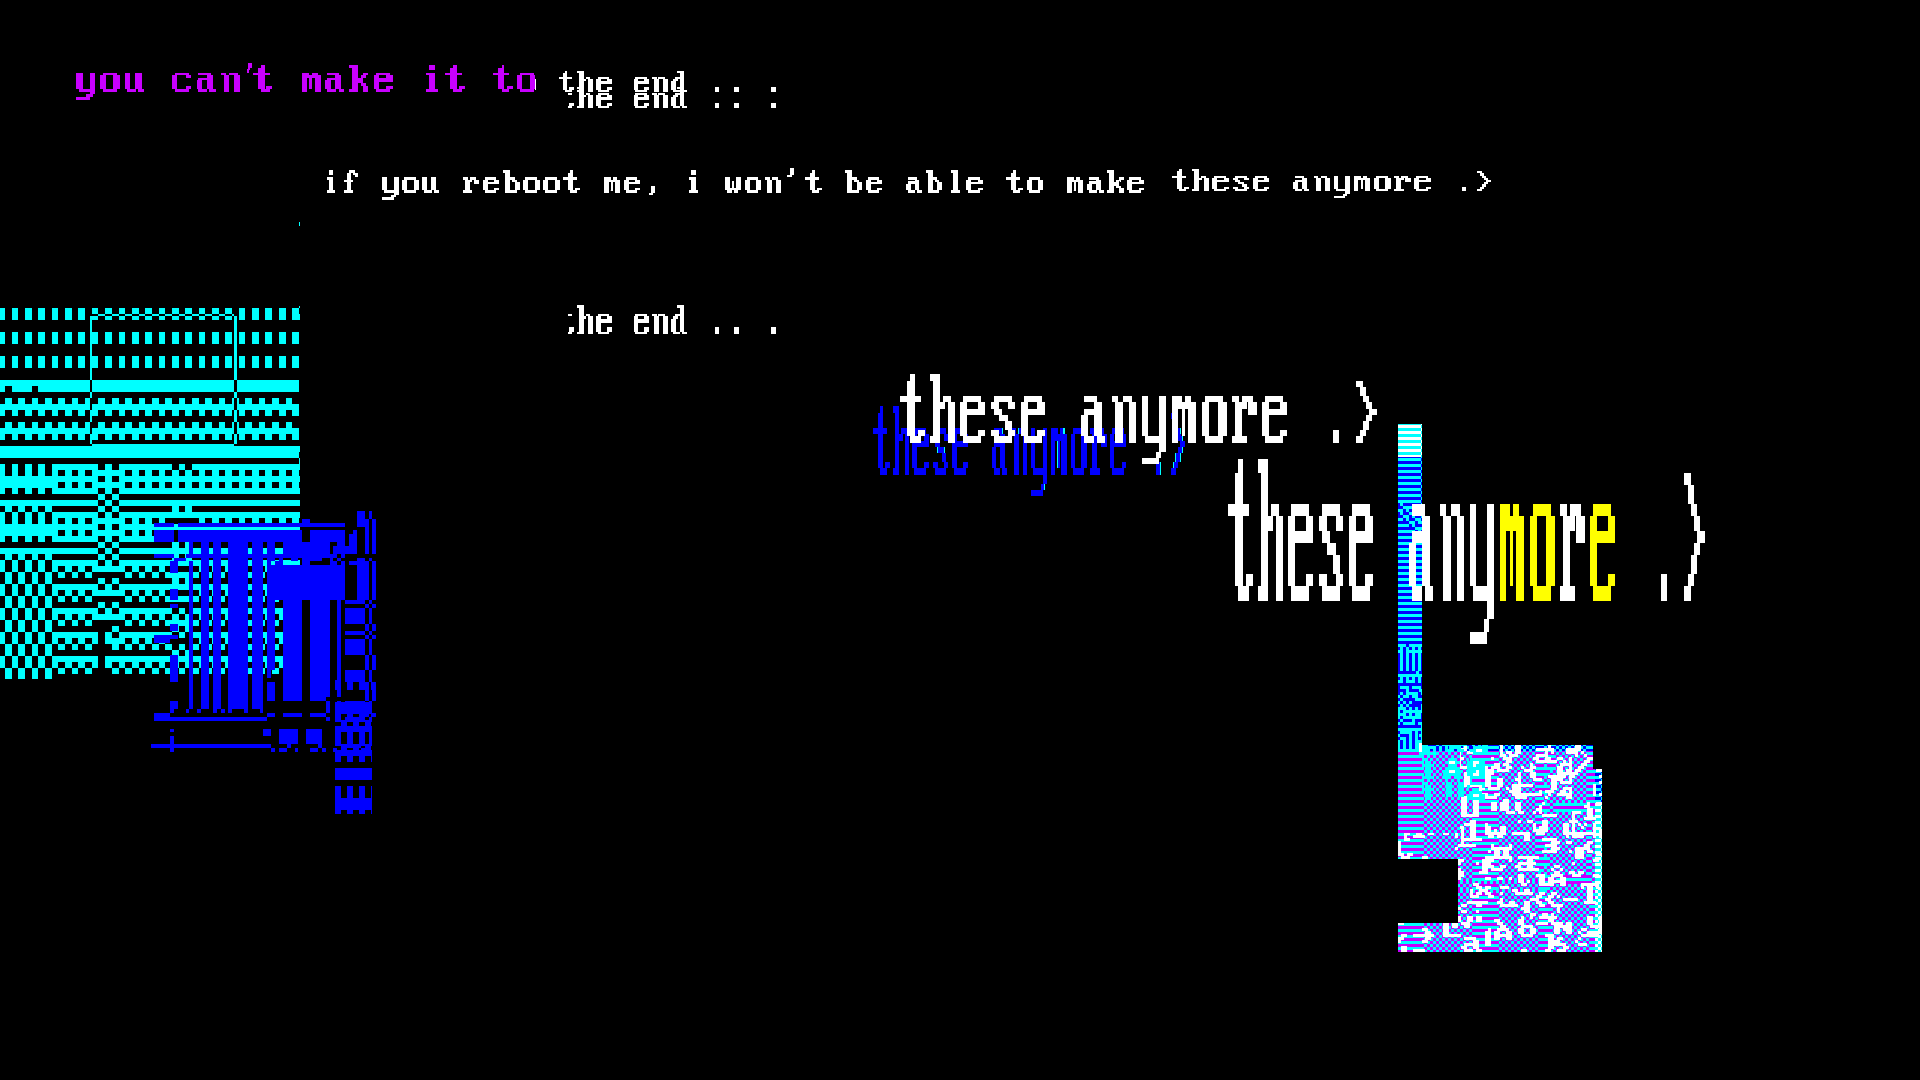 you can't make it to the end
he end :: :
if you reboot me, i won't be able to make these anymore .>
he end .. .
these anymore .>
these anymore .>
these anymore .>